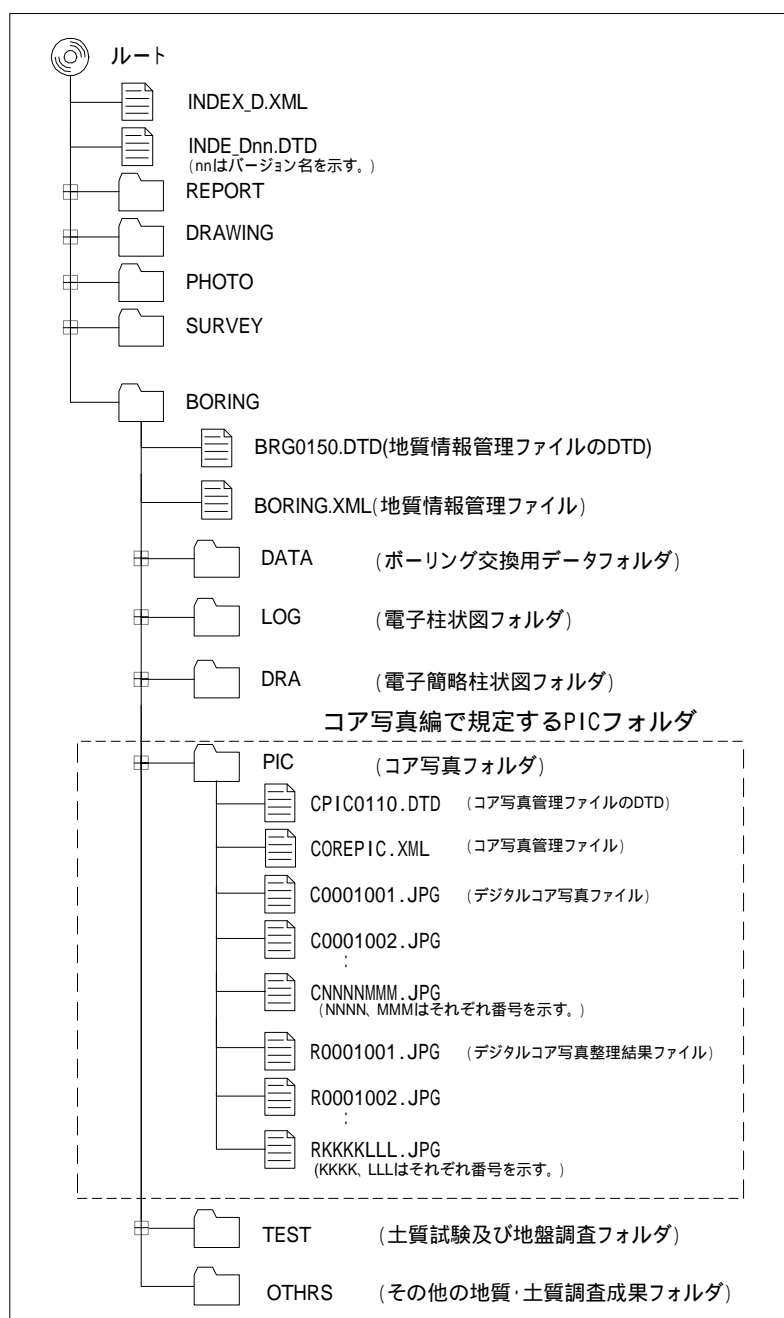 ルート
INDEX_D.XML
INDE_Dnn.DTD
(nnはバージョン名を示す。)
REPORT
DRAWING
PHOTO
SURVEY
BORING
BRG0150.DTD(地質情報管理ファイルのDTD)
BORING.XML(地質情報管理ファイル)
DATA (ボーリング交換用データフォルダ)
LOG (電子柱状図フォルダ)
DRA (電子簡略柱状図フォルダ)
コア写真編で規定するPICフォルダ
PIC (コア写真フォルダ)
CPIC0110.DTD (コア写真管理ファイルのDTD)
COREPIC.XML (コア写真管理ファイル)
C0001001.JPG (デジタルコア写真ファイル)
C0001002.JPG
:
CNNNNMMM.JPG
(NNNN、MMMはそれぞれ番号を示す。)
R0001001.JPG (デジタルコア写真整理結果ファイル)
R0001002.JPG
:
RKKKKLLL.JPG
(KKKK、LLLはそれぞれ番号を示す。)
TEST (土質試験及び地盤調査フォルダ)
OTHRS (その他の地質・土質調査成果フォルダ)